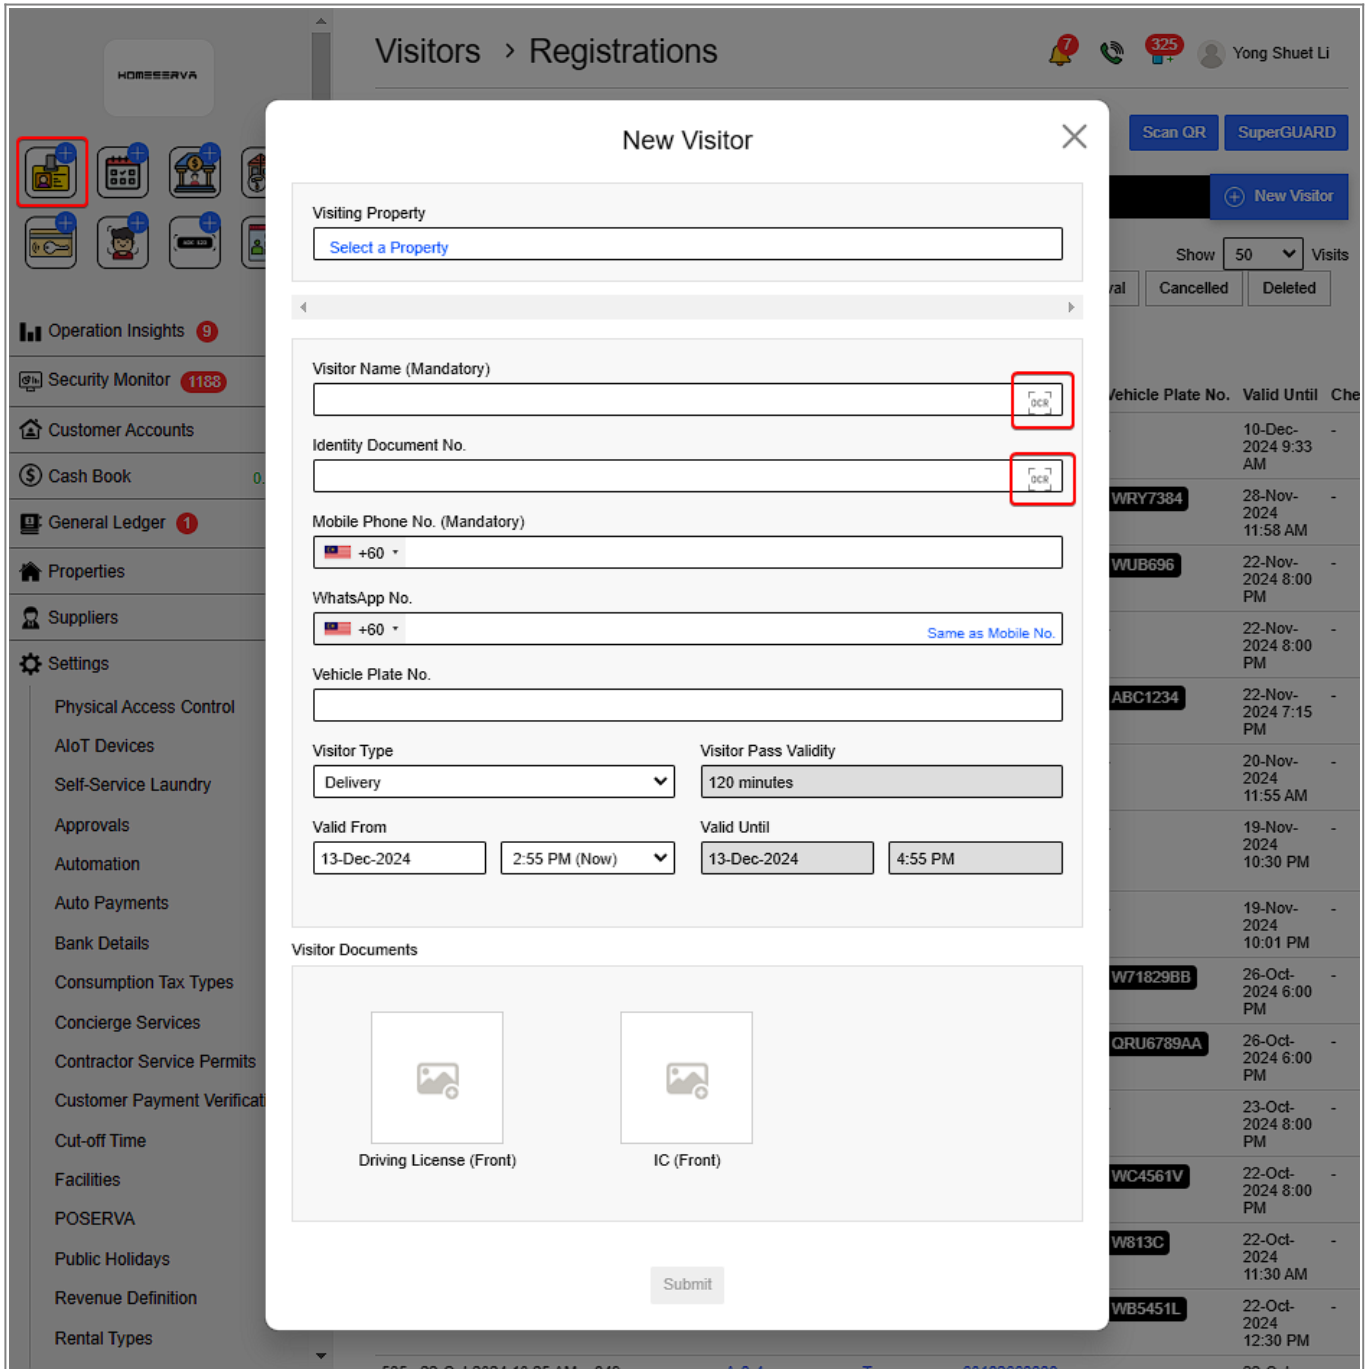 HOMESERVA
Visitors > Registrations
7
325
Yong Shuet Li
Scan QR
SuperGUARD
New Visitor
Show 50 Visits
Cancelled
Deleted
Operation Insights 9
Security Monitor 1188
Customer Accounts
Cash Book
0.
General Ledger 1
Properties
Suppliers
Settings
Physical Access Control
AIoT Devices
Self-Service Laundry
Approvals
Automation
Auto Payments
Bank Details
Consumption Tax Types
Concierge Services
Contractor Service Permits
Customer Payment Verificati
Cut-off Time
Facilities
POSERVA
Public Holidays
Revenue Definition
Rental Types
New Visitor
Visiting Property
Select a Property
Visitor Name (Mandatory)
OCR
Identity Document No.
OCR
Mobile Phone No. (Mandatory)
+60
WhatsApp No.
+60
Same as Mobile No.
Vehicle Plate No.
Visitor Type
Visitor Pass Validity
Delivery
120 minutes
Valid From
Valid Until
13-Dec-2024
2:55 PM (Now)
13-Dec-2024
4:55 PM
Visitor Documents
Driving License (Front)
IC (Front)
Submit
Vehicle Plate No. Valid Until Che
10-Dec-
2024 9:33
AM
-
WRY7384
28-Nov-
2024
11:58 AM
-
WUB696
22-Nov-
2024 8:00
PM
-
22-Nov-
2024 8:00
PM
-
ABC1234
22-Nov-
2024 7:15
PM
-
20-Nov-
2024
11:55 AM
-
19-Nov-
2024
10:30 PM
-
19-Nov-
2024
10:01 PM
-
W71829BB
26-Oct-
2024 6:00
PM
-
QRU6789AA
26-Oct-
2024 6:00
PM
-
23-Oct-
2024 8:00
PM
-
WC4561V
22-Oct-
2024 8:00
PM
-
W813C
22-Oct-
2024
11:30 AM
-
WB5451L
22-Oct-
2024
12:30 PM
-